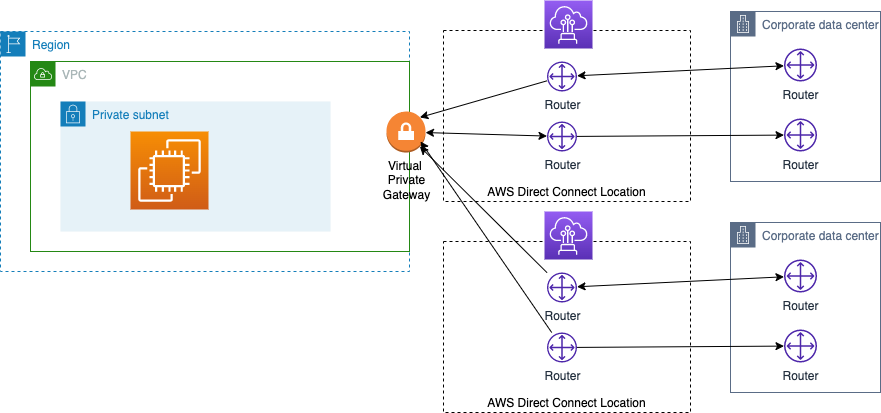 Region
VPC
Private subnet
Virtual
Private
Gateway
Router
Router
AWS Direct Connect Location
Corporate data center
Router
Router
Router
Router
AWS Direct Connect Location
Corporate data center
Router
Router